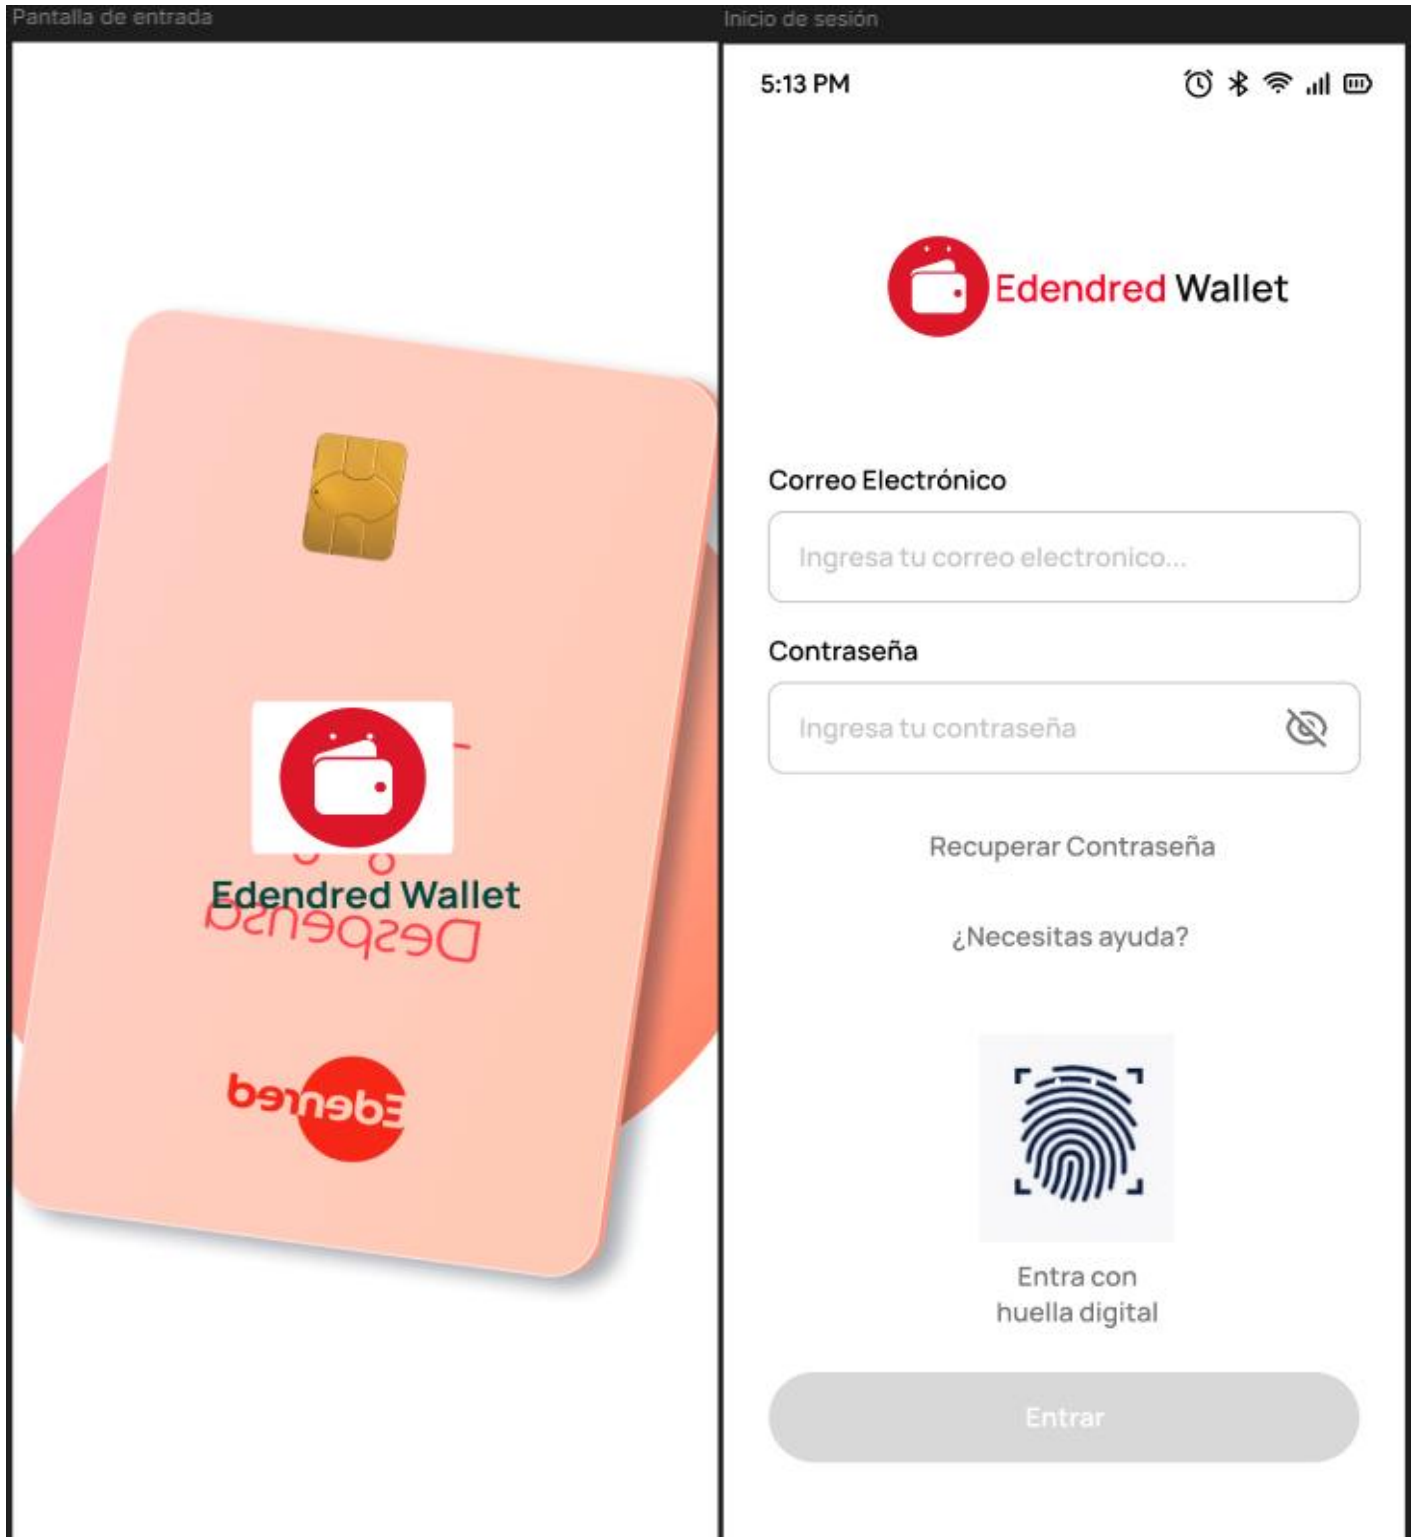 Pantalla de entrada
Edendred Wallet
Despensa
Edenred
Inicio de sesión
5:13 PM
Edendred Wallet
Correo Electrónico
Ingresa tu correo electronico...
Contraseña
Ingresa tu contraseña
Recuperar Contraseña
¿Necesitas ayuda?
Entra con
huella digital
Entrar